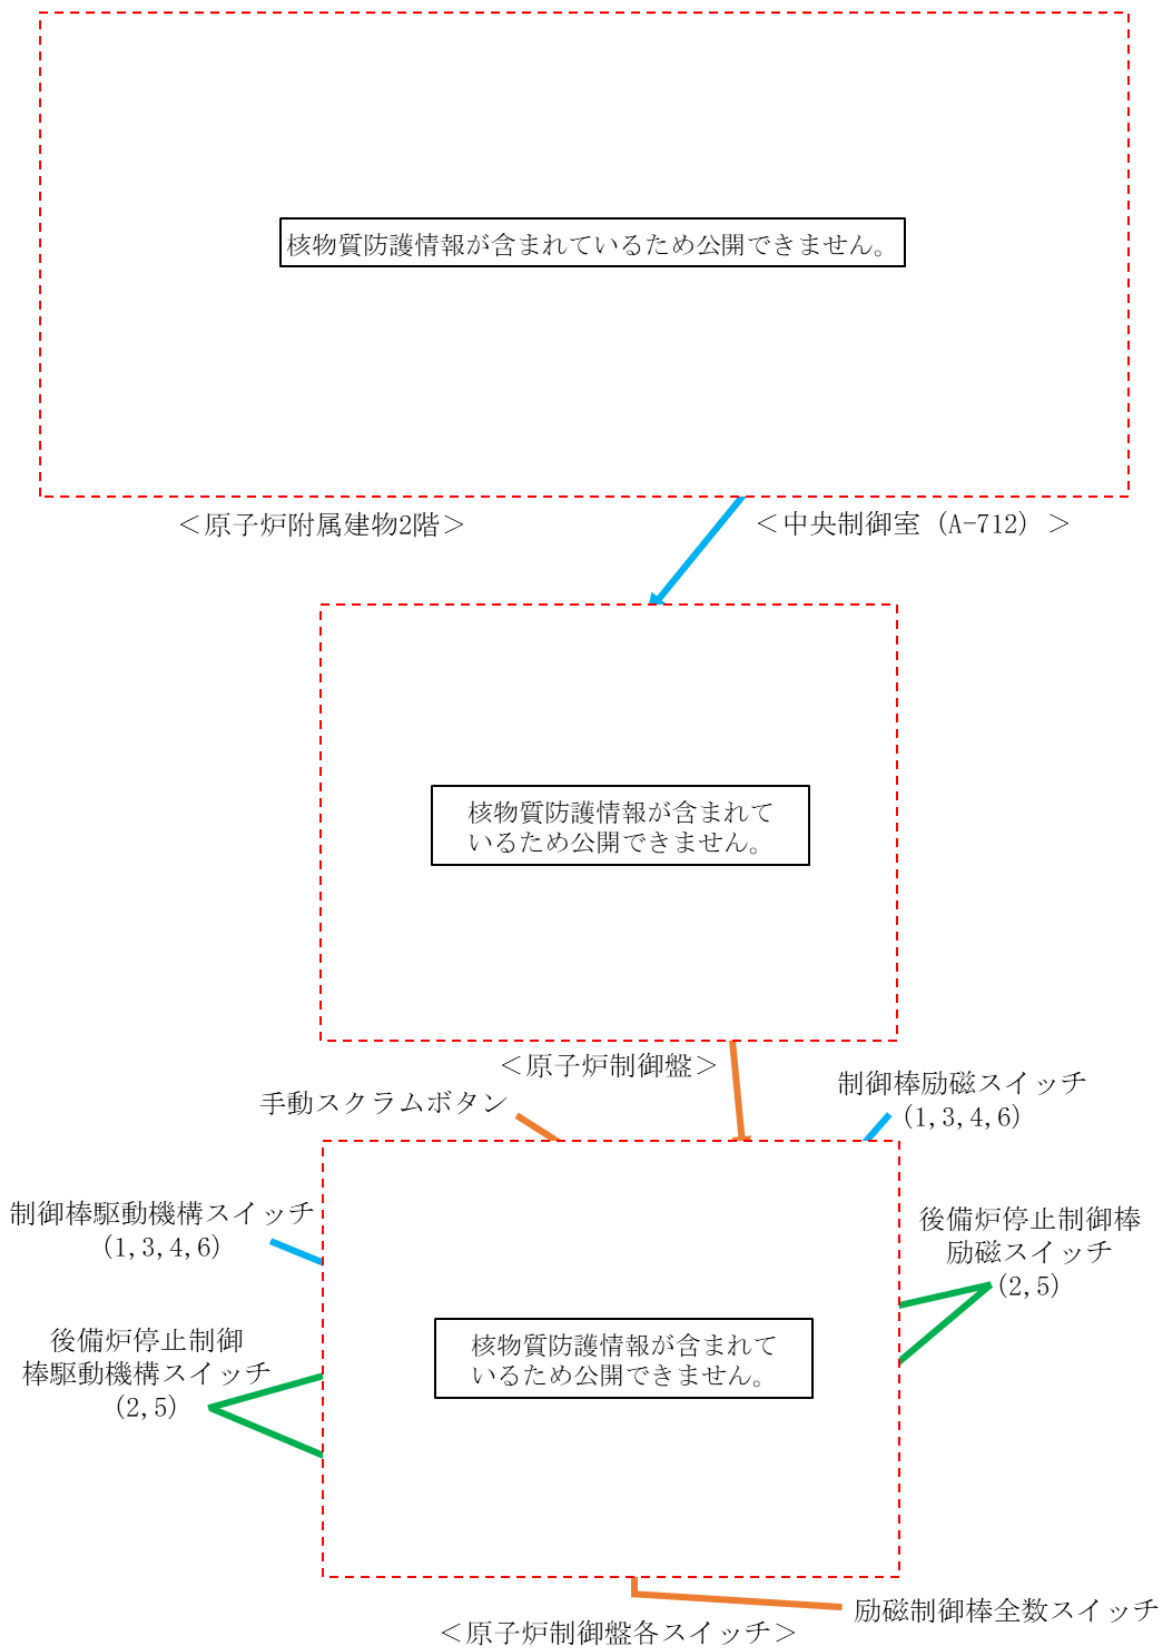 核物質防護情報が含まれているため公開できません。
＜原子炉附属建物2階＞
＜中央制御室（A-712）＞
核物質防護情報が含まれて
いるため公開できません。
＜原子炉制御盤＞
手動スクラムボタン
制御棒励磁スイッチ
(1,3,4,6)
制御棒駆動機構スイッチ
(1,3,4,6)
後備炉停止制御棒
励磁スイッチ
(2,5)
後備炉停止制御
棒駆動機構スイッチ
(2,5)
核物質防護情報が含まれて
いるため公開できません。
励磁制御棒全数スイッチ
＜原子炉制御盤各スイッチ＞